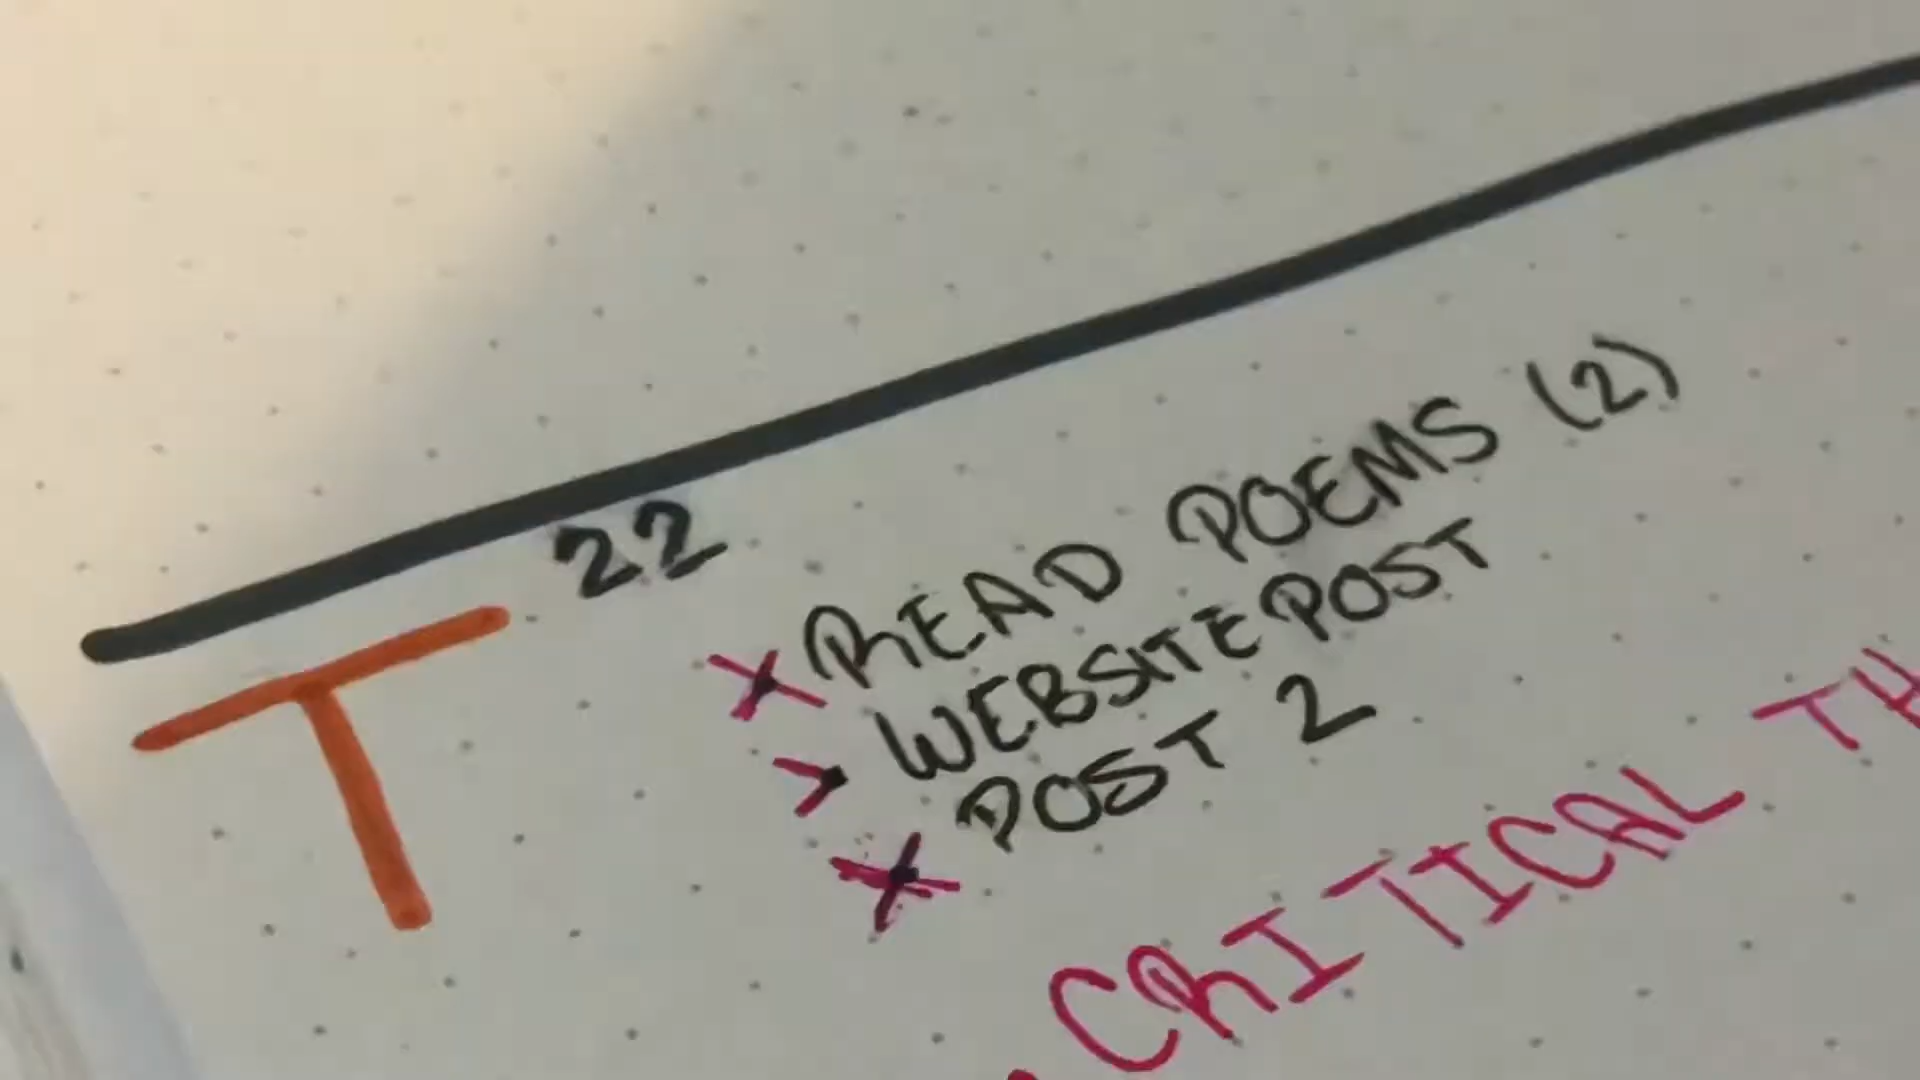 T 22
× READ POEMS (2)
> WEBSITE POST
× POST 2
CRITICAL